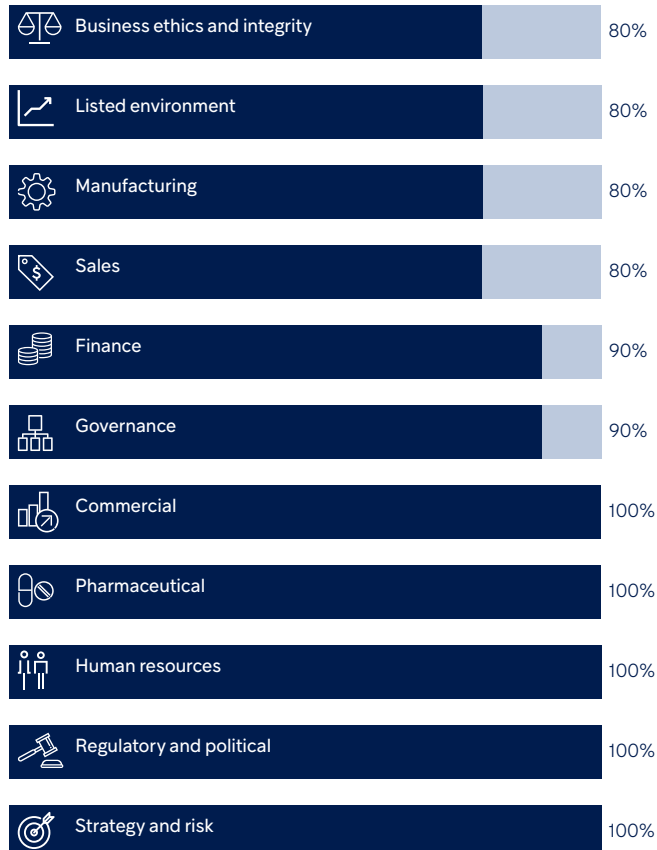 Business ethics and integrity 80%
Listed environment 80%
Manufacturing 80%
Sales 80%
$
Finance 90%
Governance 90%
Commercial 100%
Pharmaceutical 100%
Human resources 100%
Regulatory and political 100%
Strategy and risk 100%